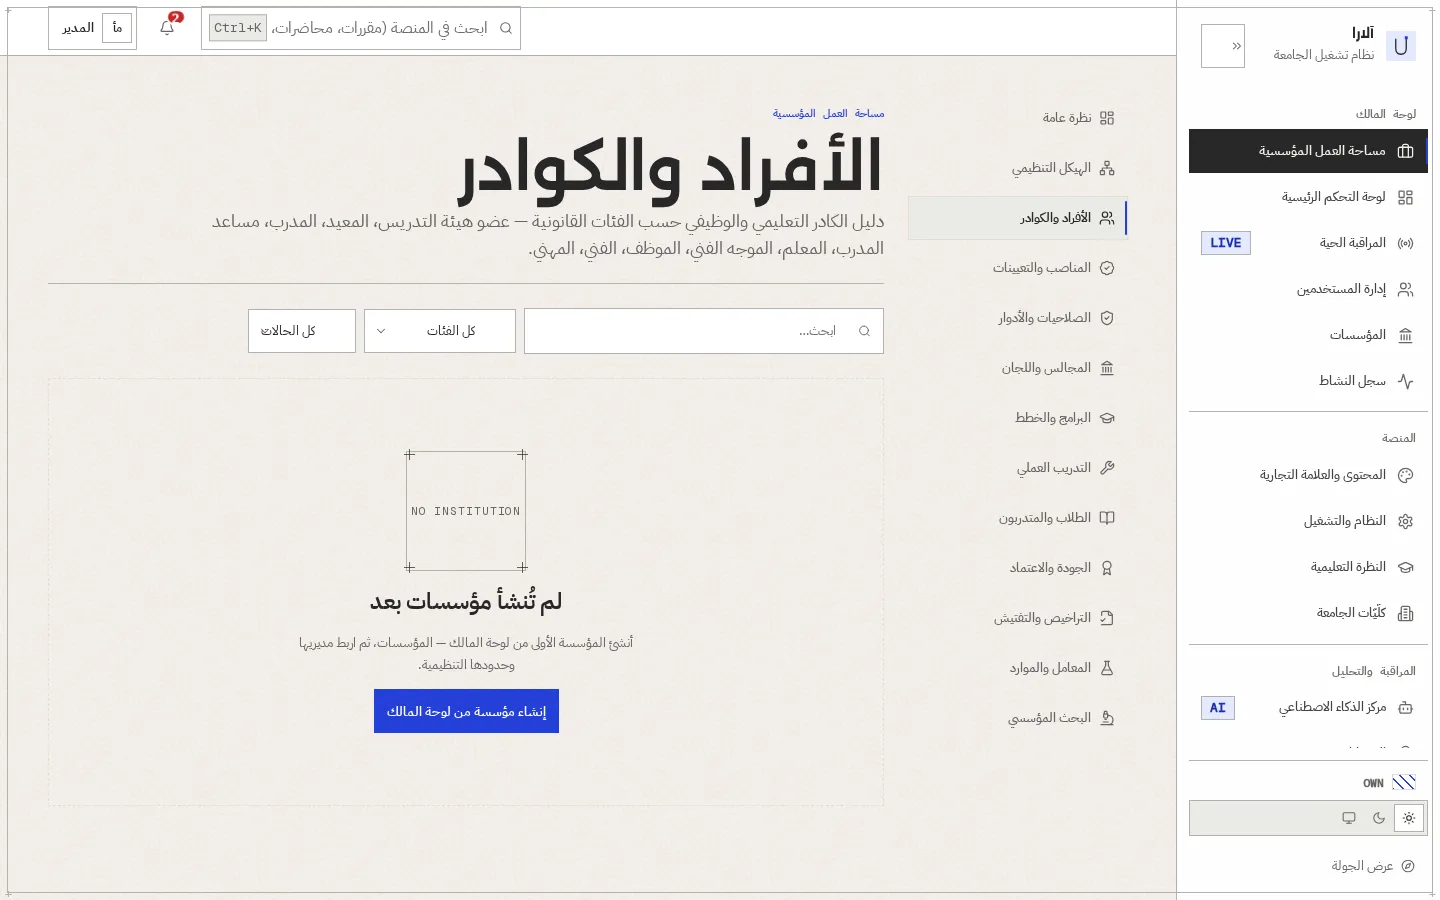 آلارا
نظام تشغيل الجامعة
لوحة المالك
مساحة العمل المؤسسية
لوحة التحكم الرئيسية
المراقبة الحية
LIVE
إدارة المستخدمين
المؤسسات
سجل النشاط
المنصة
المحتوى والعلامة التجارية
النظام والتشغيل
النظرة التعليمية
كلّيّات الجامعة
المراقبة والتحليل
مركز الذكاء الاصطناعي
AI
OWN
عرض الجولة
ابحث في المنصة (مقررات، محاضرات،
Ctrl+K
2
مأ
المدير
نظرة عامة
الهيكل التنظيمي
الأفراد والكوادر
المناصب والتعيينات
الصلاحيات والأدوار
المجالس واللجان
البرامج والخطط
التدريب العملي
الطلاب والمتدربون
الجودة والاعتماد
التراخيص والتفتيش
المعامل والموارد
البحث المؤسسي
مساحة العمل المؤسسية
الأفراد والكوادر
دليل الكادر التعليمي والوظيفي حسب الفئات القانونية — عضو هيئة التدريس، المعيد، المدرب، مساعد
المدرب، المعلم، الموجه الفني، الموظف، الفني، المهني.
ابحث...
كل الفئات
كل الحالات
NO INSTITUTION
لم تُنشأ مؤسسات بعد
أنشئ المؤسسة الأولى من لوحة المالك — المؤسسات، ثم اربط مديريها
وحدودها التنظيمية.
إنشاء مؤسسة من لوحة المالك